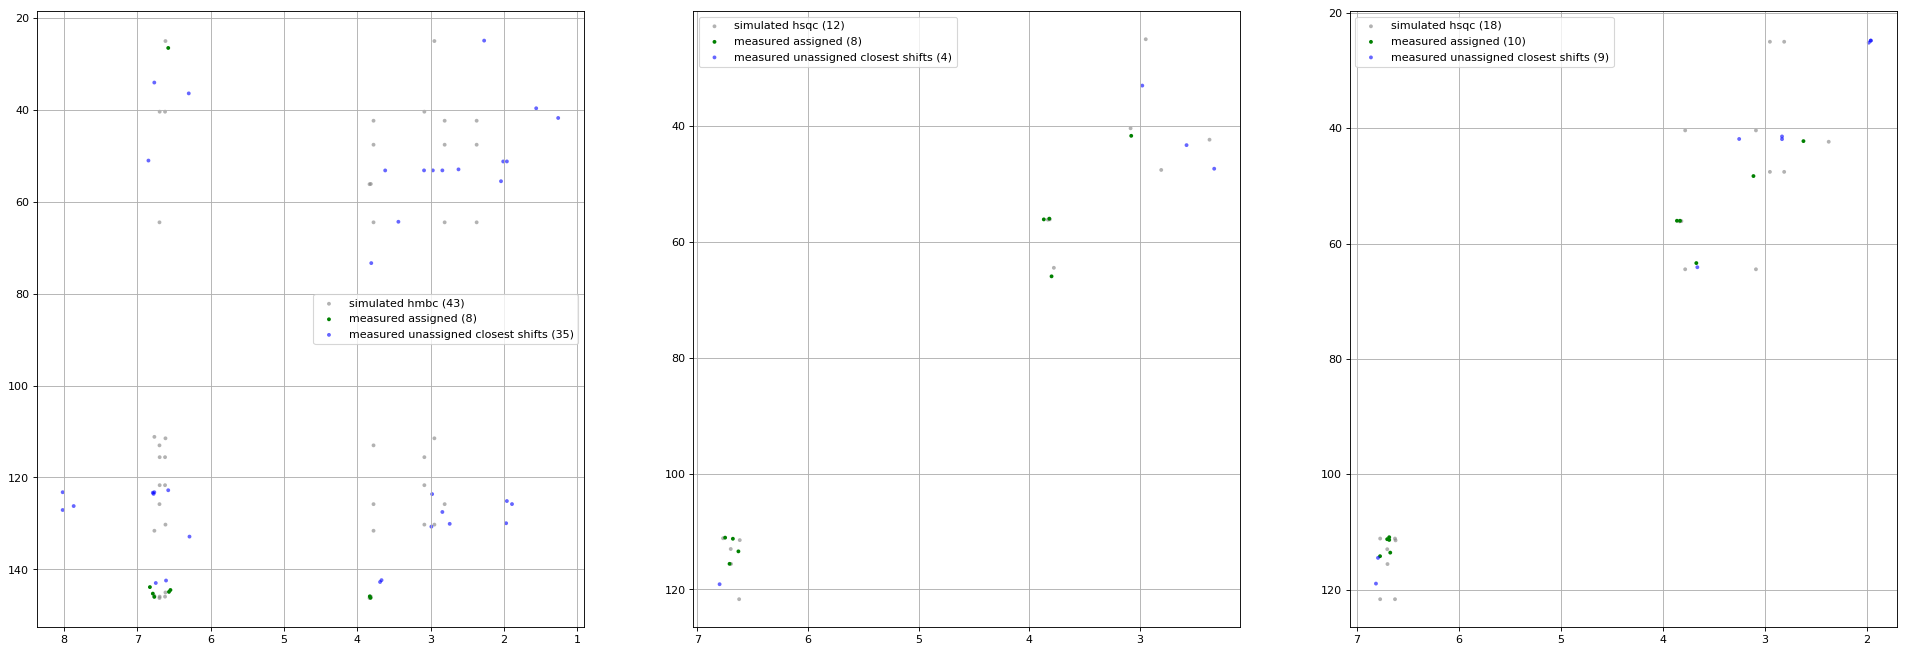 simulated hmbc (43)
measured assigned (8)
measured unassigned closest shifts (35)
20
40
60
80
100
120
140
8 7 6 5 4 3 2 1
simulated hsqc (12)
measured assigned (8)
measured unassigned closest shifts (4)
40
60
80
100
120
7 6 5 4 3
simulated hsqc (18)
measured assigned (10)
measured unassigned closest shifts (9)
20
40
60
80
100
120
7 6 5 4 3 2